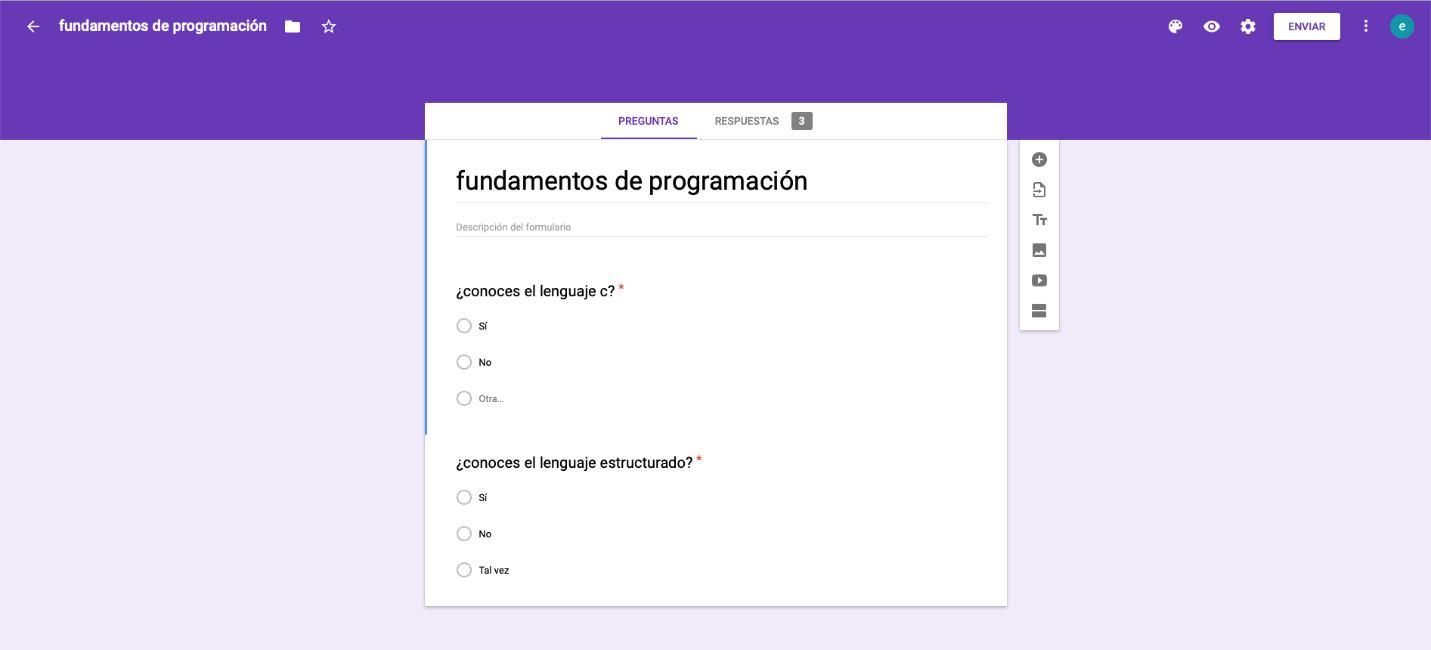 fundamentos de programación
ENVIAR
e
PREGUNTAS RESPUESTAS 3
fundamentos de programación
Descripción del formulario
¿conoces el lenguaje c? *
Sí
No
Otra...
¿conoces el lenguaje estructurado? *
Sí
No
Tal vez